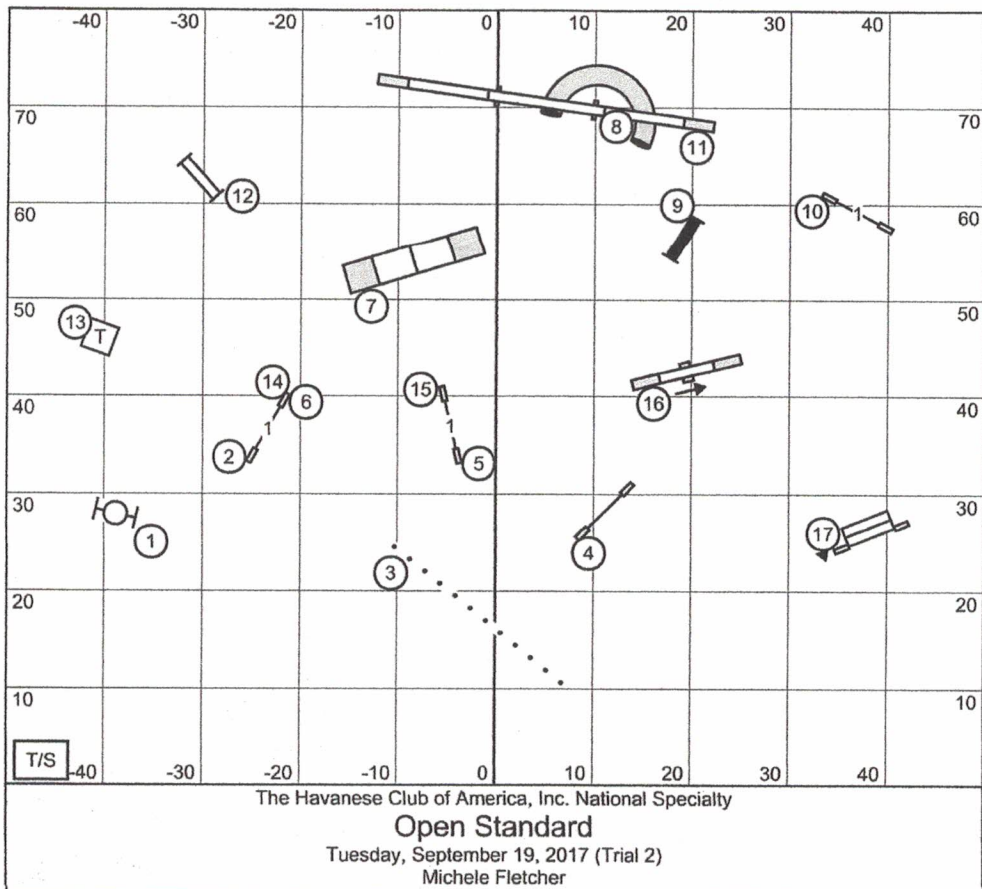 -40 -30 -20 -10 0 10 20 30 40
70 70
8
11
12
60 9 10 1
7
50 50
13 T
14 15
6
40 16
1 1
2 5
30 30
17
1 4
3
20 20
10 10
T/S
-40 -30 -20 -10 0 10 20 30 40
The Havanese Club of America, Inc. National Specialty
Open Standard
Tuesday, September 19, 2017 (Trial 2)
Michele Fletcher